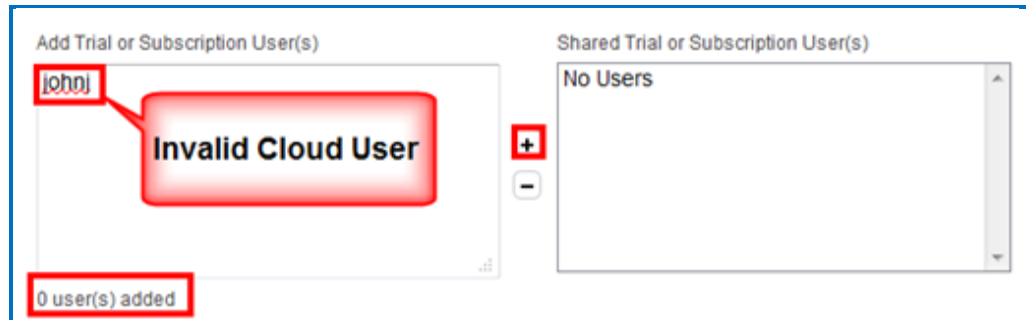 Add Trial or Subscription User(s)
Shared Trial or Subscription User(s)
johnj
No Users
Invalid Cloud User
+
-
0 user(s) added